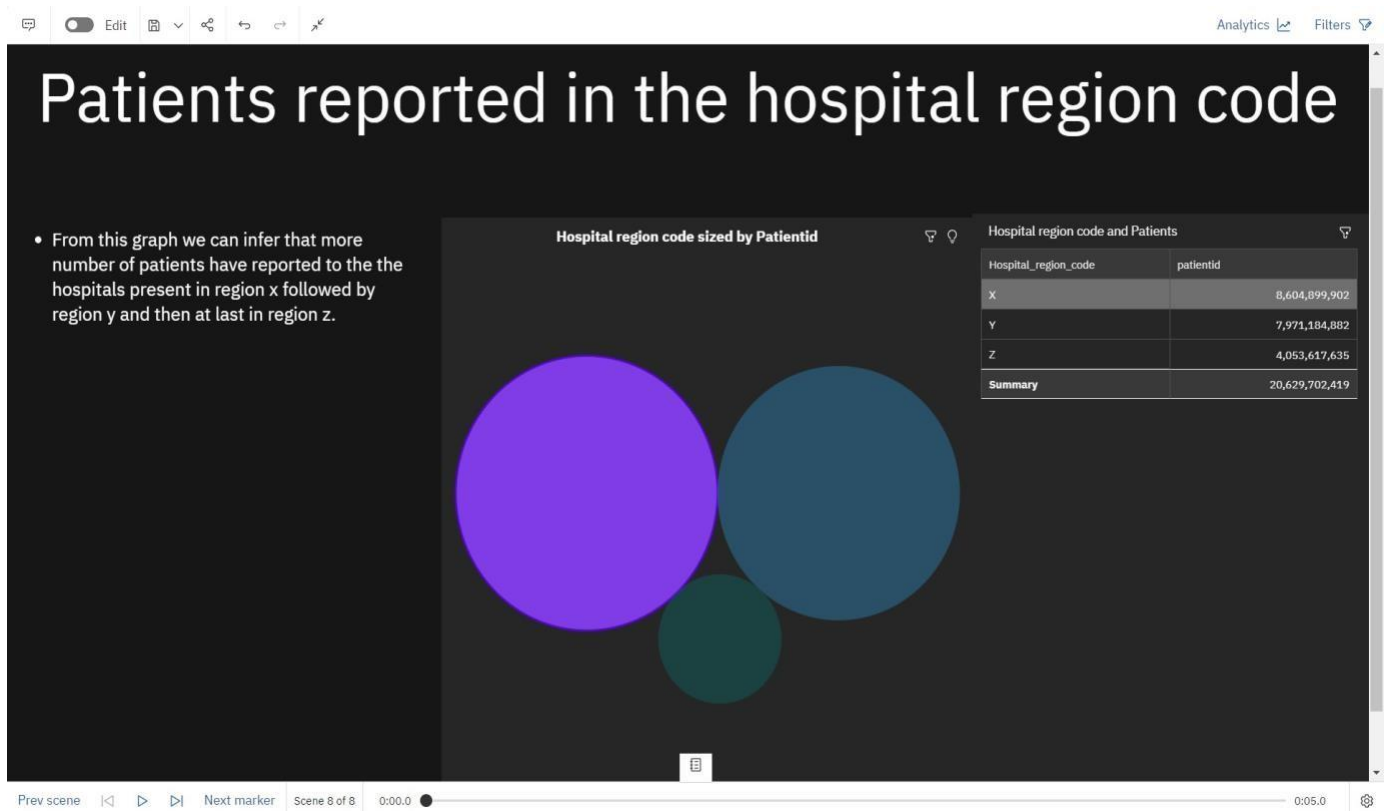 Edit
Analytics
Filters
Patients reported in the hospital region code
• From this graph we can infer that more
number of patients have reported to the the
hospitals present in region x followed by
region y and then at last in region z.
Hospital region code sized by Patientid
Hospital region code and Patients
Hospital_region_code patientid
X 8,604,899,902
Y 7,971,184,882
Z 4,053,617,635
Summary 20,629,702,419
Prev scene Next marker Scene 8 of 8 0:00.0 0:05.0